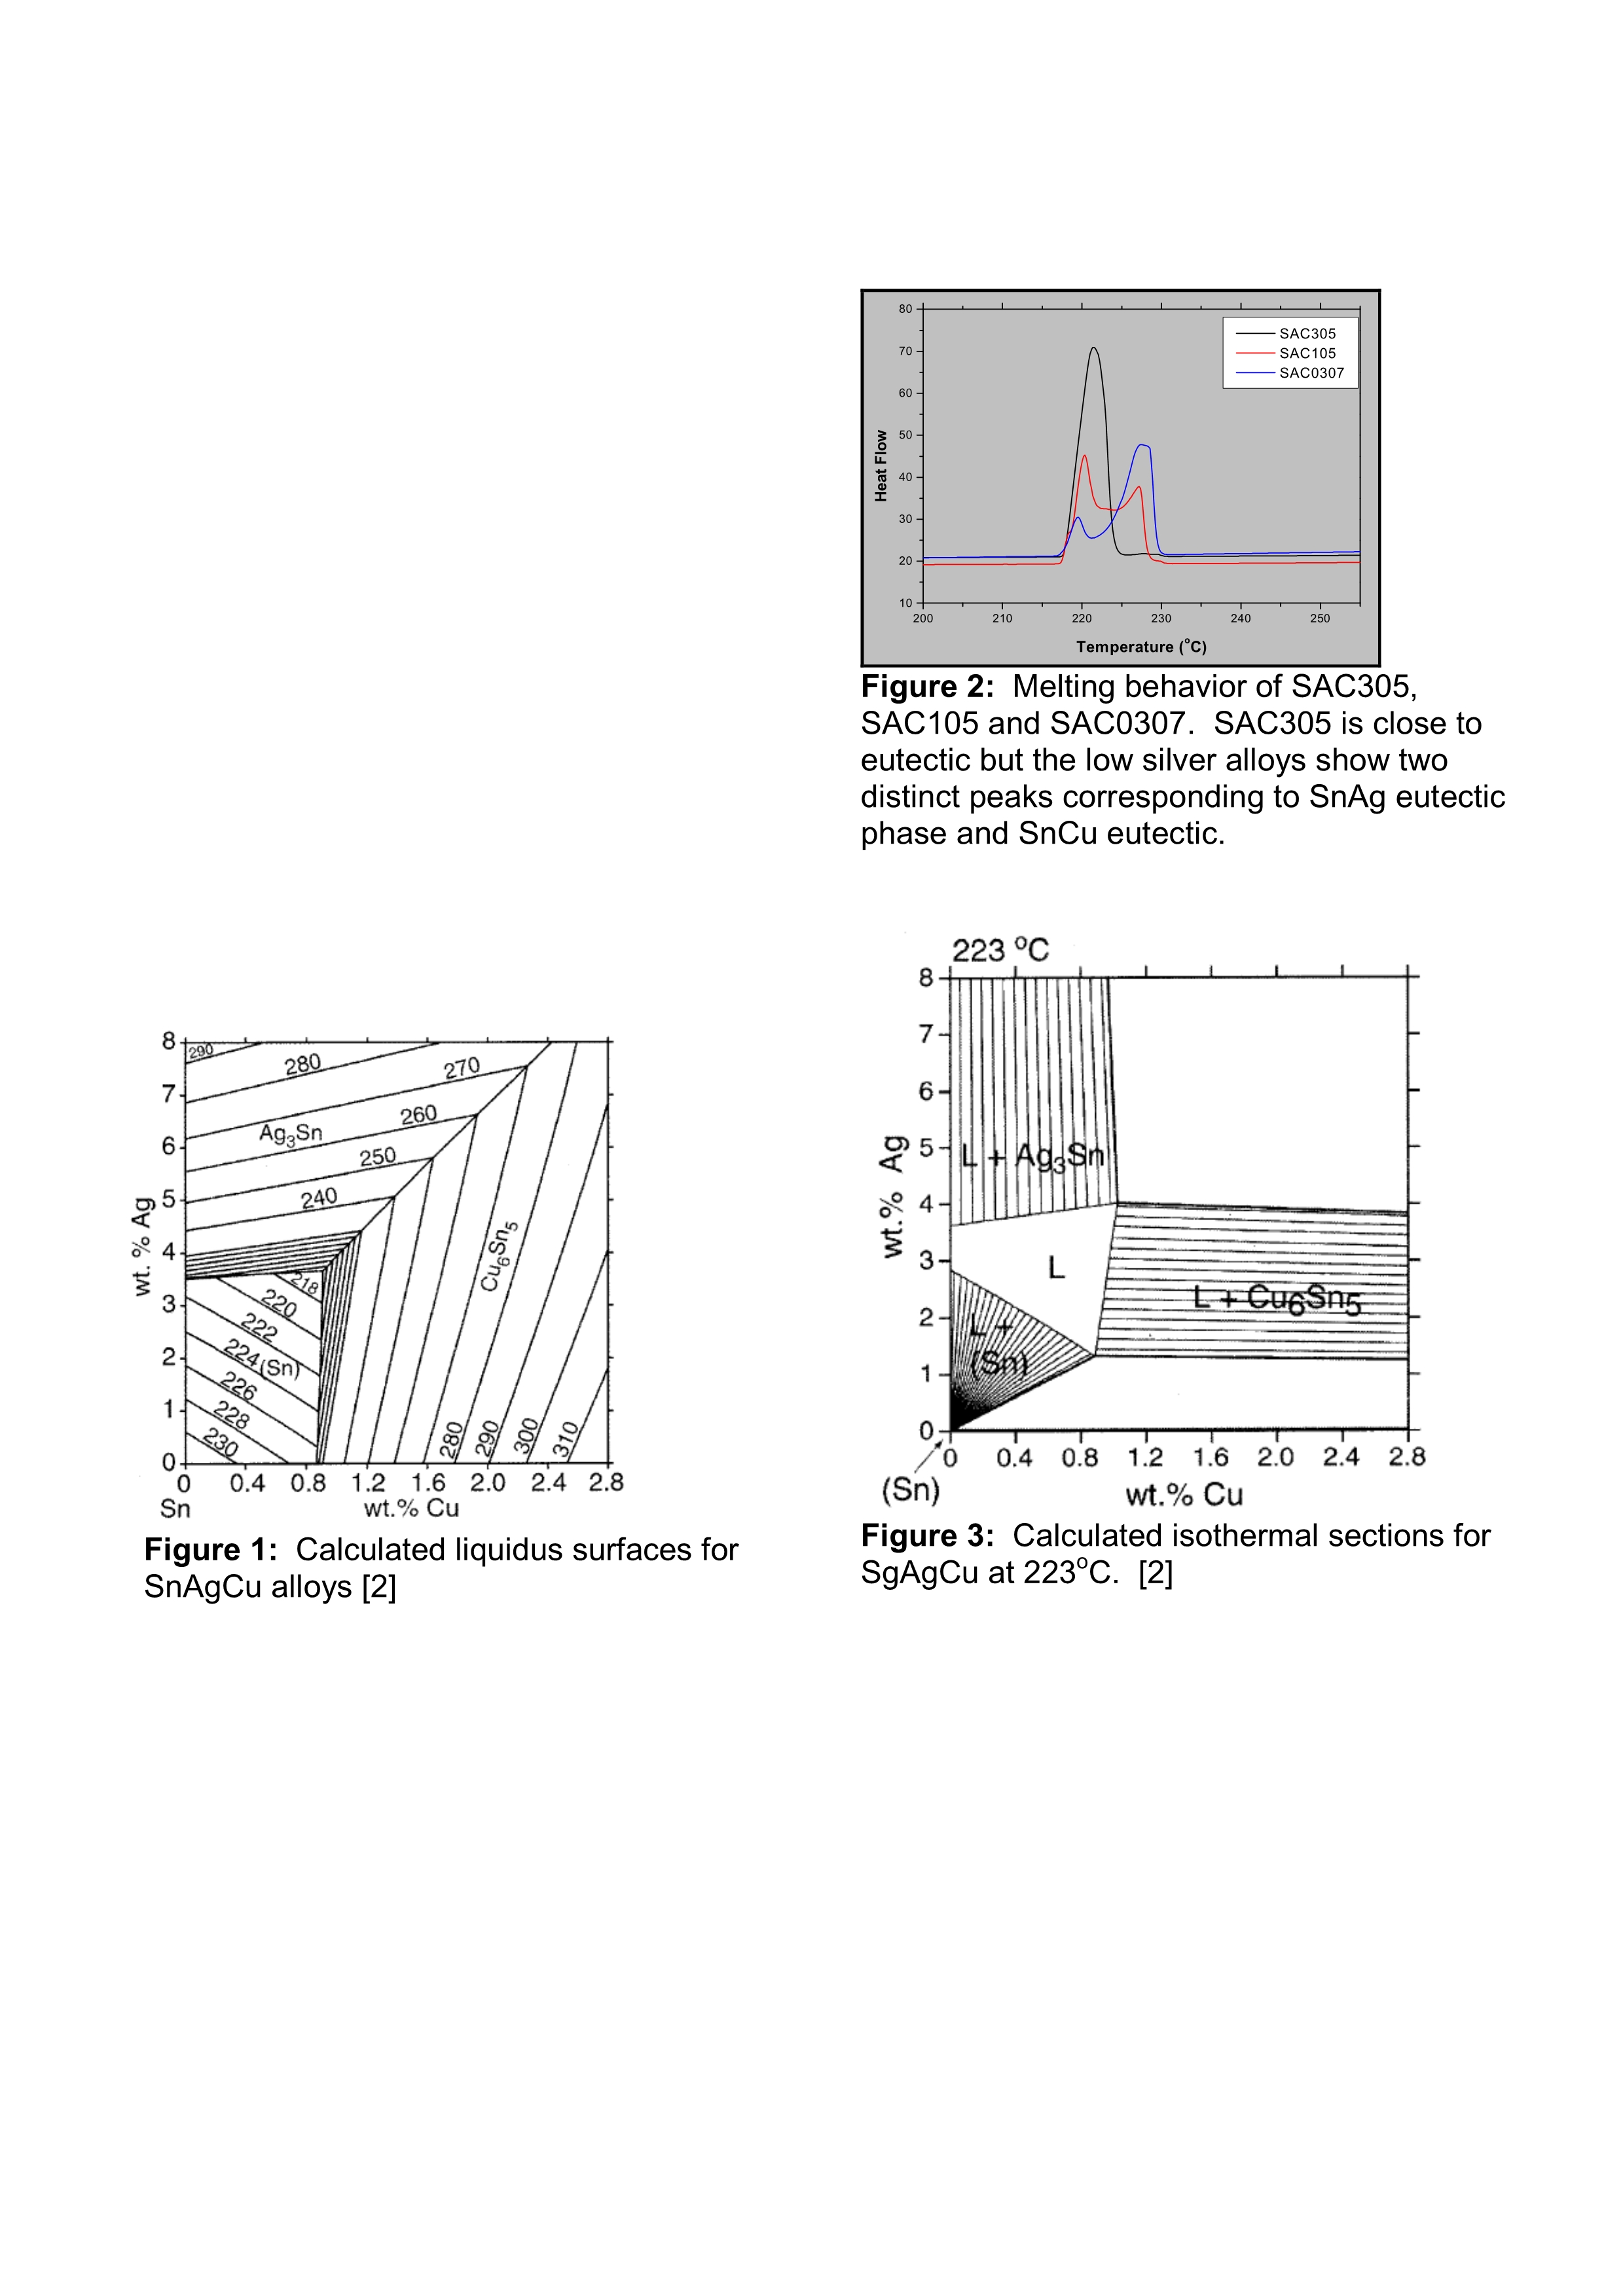 80
70
60
50
40
30
20
10
Heat Flow
SAC305
SAC105
SAC0307
200 210 220 230 240 250
Temperature (°C)
Figure 2: Melting behavior of SAC305,
SAC105 and SAC0307. SAC305 is close to
eutectic but the low silver alloys show two
distinct peaks corresponding to SnAg eutectic
phase and SnCu eutectic.
8
7
6
5
4
3
2
1
0
wt. % Ag
290
280
270
260
Ag3Sn
250
240
218
220
222
224 (Sn)
226
228
230
Cu6Sn5
280
290
300
310
0 0.4 0.8 1.2 1.6 2.0 2.4 2.8
Sn wt.% Cu
Figure 1: Calculated liquidus surfaces for
SnAgCu alloys [2]
223 °C
8
7
6
5
4
3
2
1
0
wt.% Ag
L + Ag3Sn
L
L + Cu6Sn5
L +
(Sn)
0 0.4 0.8 1.2 1.6 2.0 2.4 2.8
(Sn) wt.% Cu
Figure 3: Calculated isothermal sections for
SgAgCu at 223°C. [2]